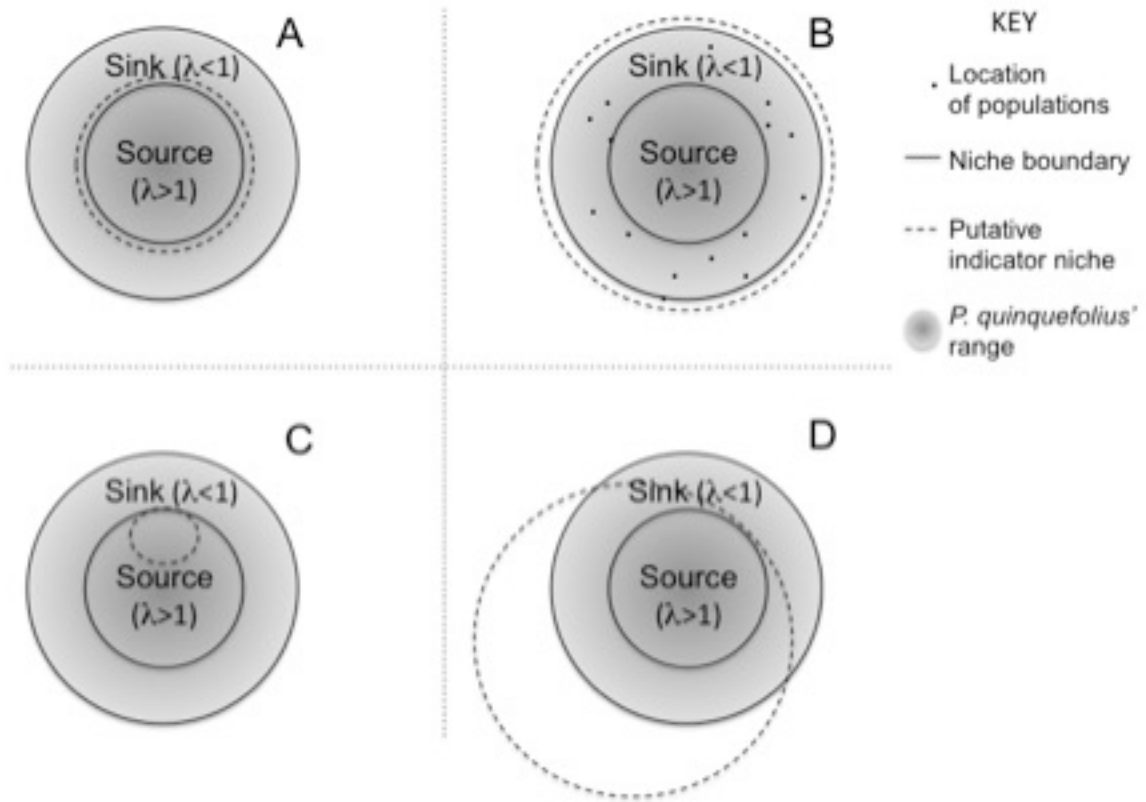 A
Sink (λ<1)
Source
(λ>1)
B
Sink (λ<1)
Source
(λ>1)
KEY
Location
of populations
Niche boundary
Putative
indicator niche
P. quinquefolius'
range
C
Sink (λ<1)
Source
(λ>1)
D
Sink (λ<1)
Source
(λ>1)